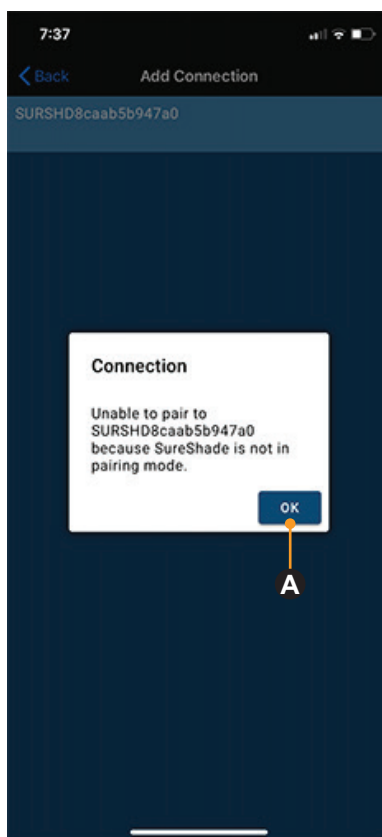 7:37
Back Add Connection
SURSHD8caab5b947a0
Connection
Unable to pair to
SURSHD8caab5b947a0
because SureShade is not in
pairing mode.
OK
A